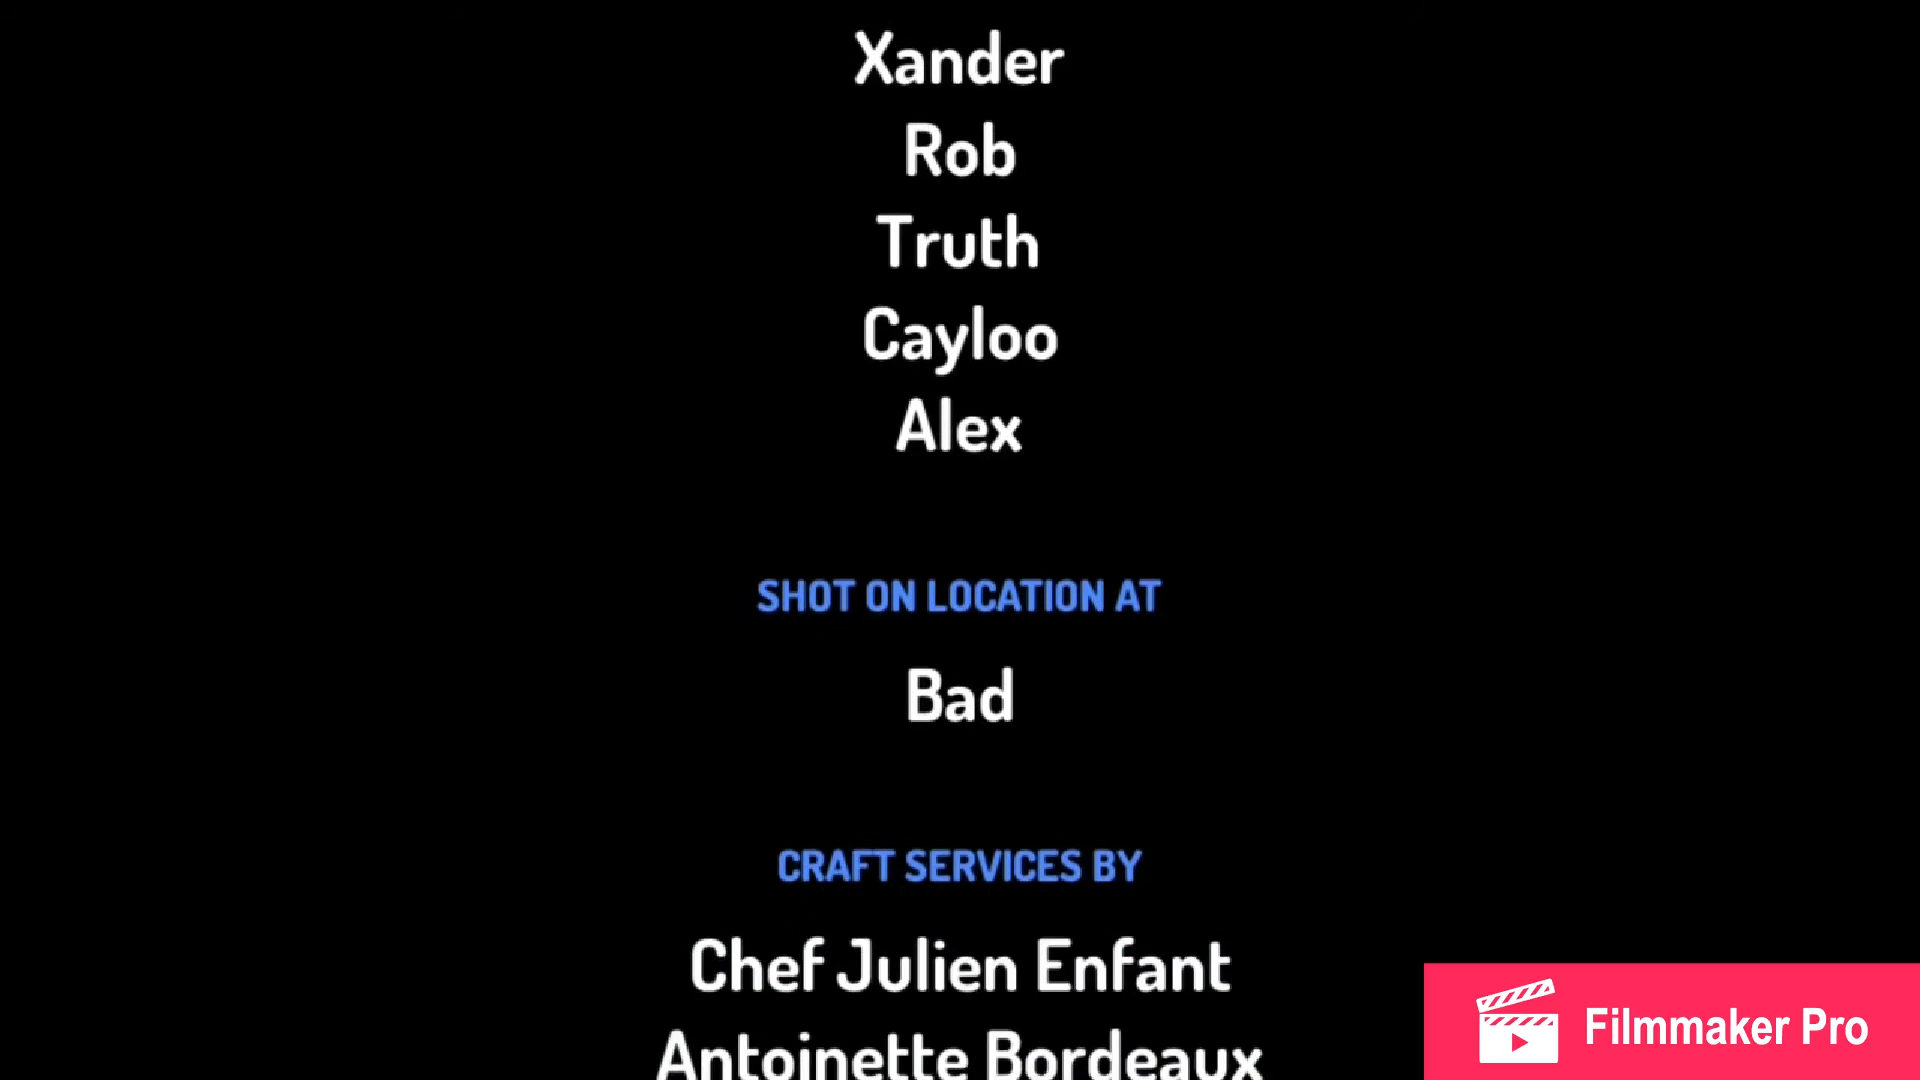 Xander
Rob
Truth
Cayloo
Alex
SHOT ON LOCATION AT
Bad
CRAFT SERVICES BY
Chef Julien Enfant
Antoinette Bordeaux
Filmmaker Pro